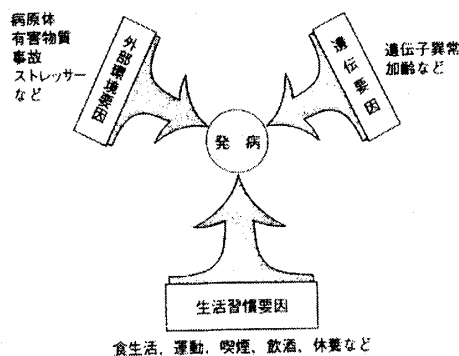 病原体
有害物質
事故
ストレッサー
など
外部環境要因
遺伝要因
遺伝子異常
加齢など
発病
生活習慣要因
食生活，運動，喫煙，飲酒，休養など